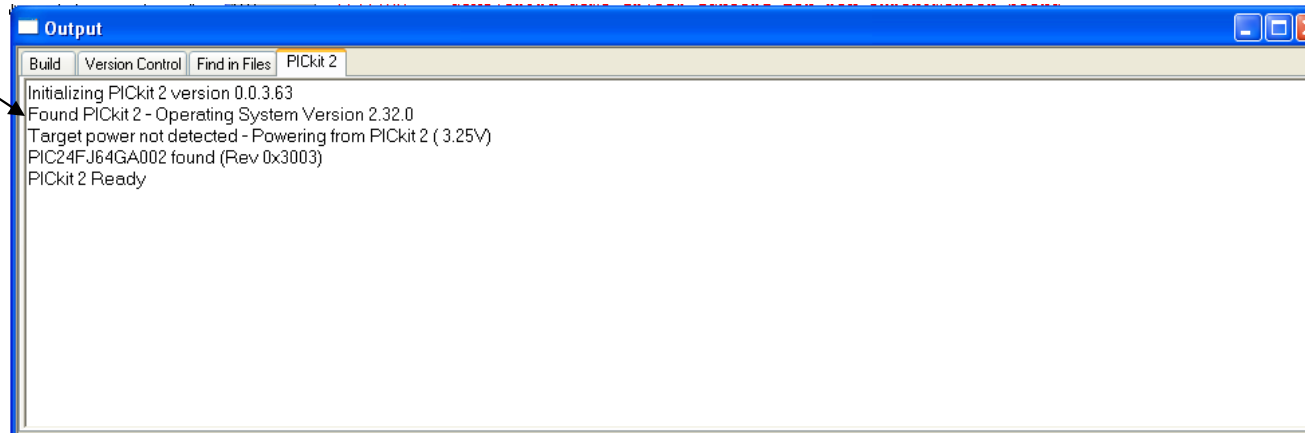 Output
Build Version Control Find in Files PICkit 2
Initializing PICkit 2 version 0.0.3.63
Found PICkit 2 - Operating System Version 2.32.0
Target power not detected - Powering from PICkit 2 ( 3.25V)
PIC24FJ64GA002 found (Rev 0x3003)
PICkit 2 Ready